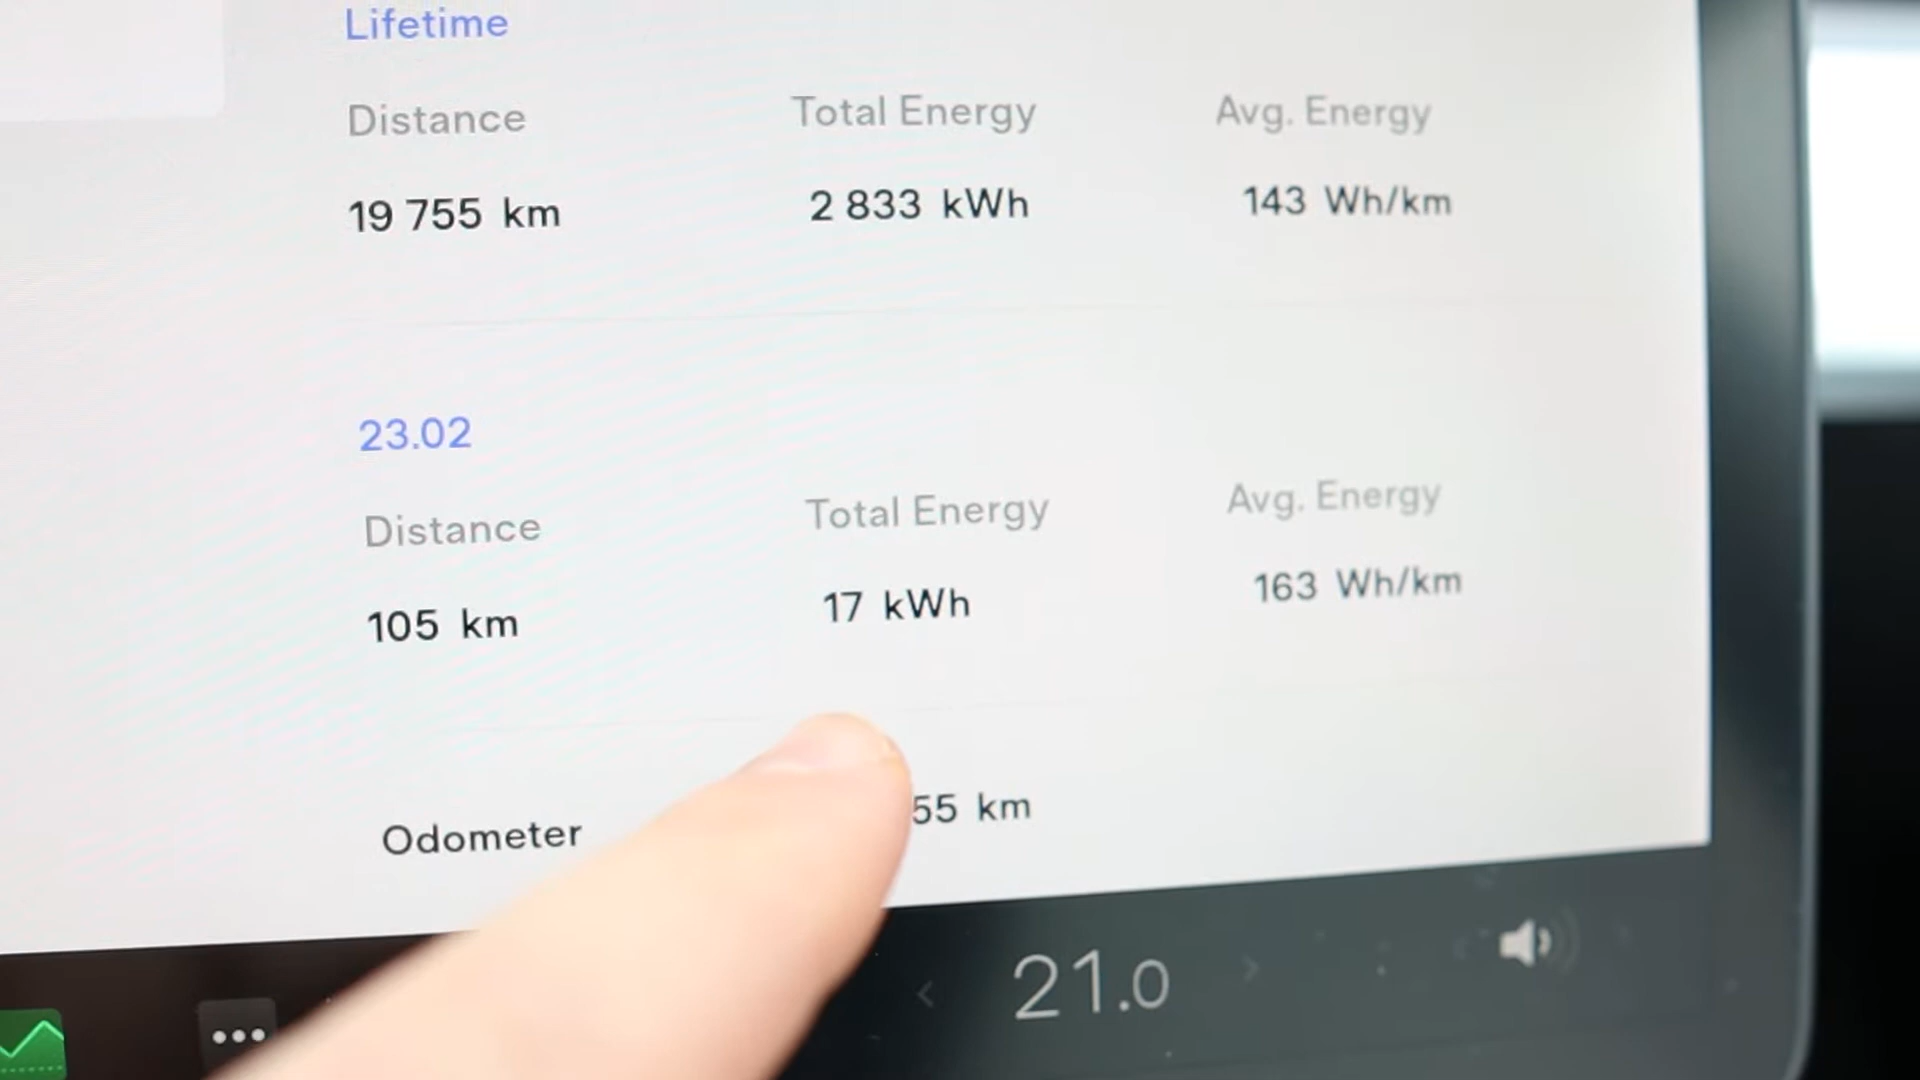 Lifetime
Distance Total Energy Avg. Energy
19 755 km 2 833 kWh 143 Wh/km
23.02
Distance Total Energy Avg. Energy
105 km 17 kWh 163 Wh/km
Odometer 55 km
21.0